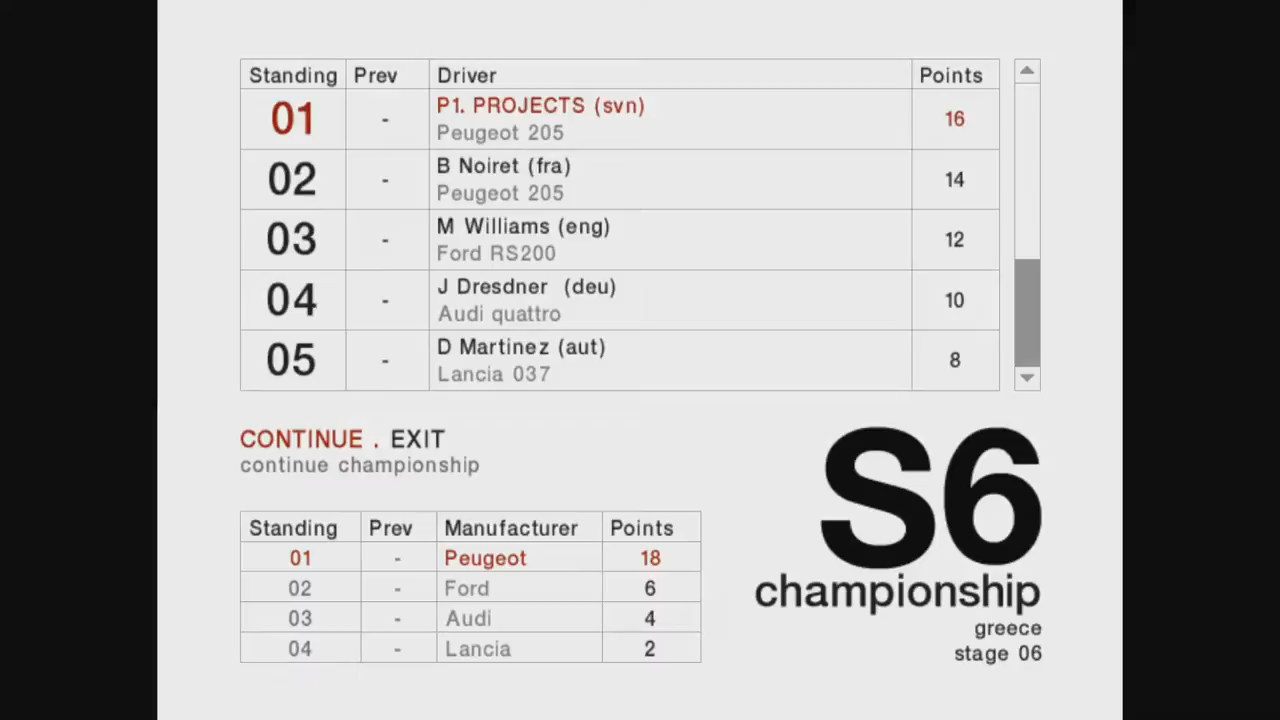 Standing Prev Driver Points
01 - P1. PROJECTS (svn) 16
Peugeot 205
02 - B Noiret (fra) 14
Peugeot 205
03 - M Williams (eng) 12
Ford RS200
04 - J Dresdner (deu) 10
Audi quattro
05 - D Martinez (aut) 8
Lancia 037
CONTINUE . EXIT
continue championship
Standing Prev Manufacturer Points
01 - Peugeot 18
02 - Ford 6
03 - Audi 4
04 - Lancia 2
S6
championship
greece
stage 06